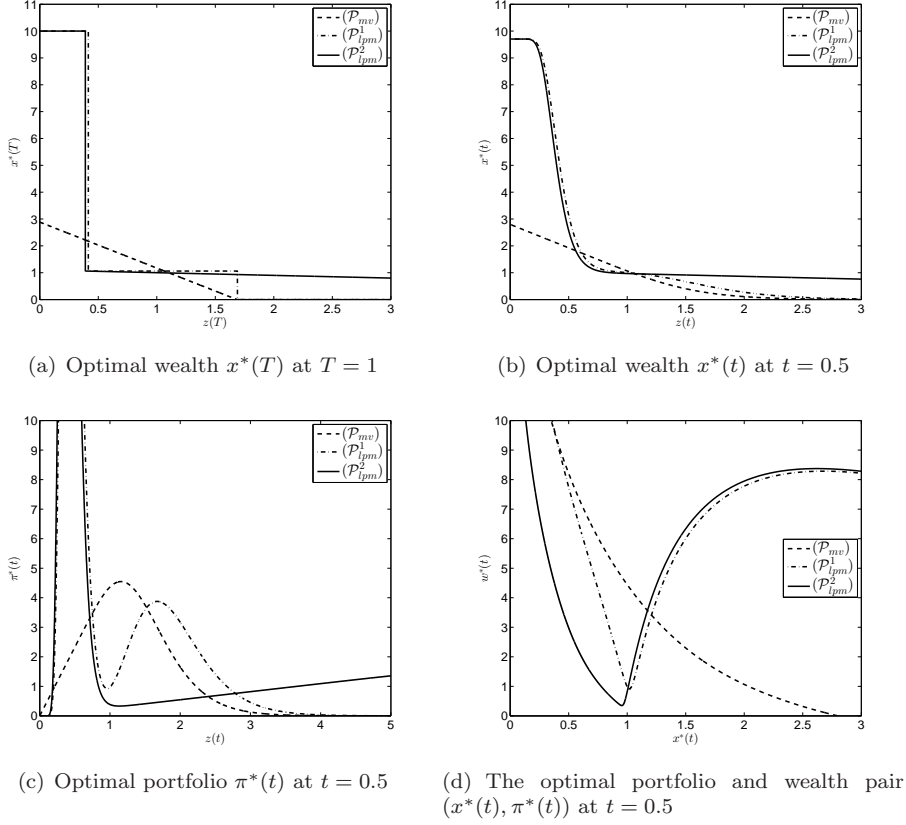 11
10
9
8
7
6
5
4
3
2
1
0
x*(T)
0 0.5 1 1.5 2 2.5 3
z(T)
(𝒫_mv)
(𝒫^1_lpm)
(𝒫^2_lpm)
(a) Optimal wealth x*(T) at T = 1
11
10
9
8
7
6
5
4
3
2
1
0
x*(t)
0 0.5 1 1.5 2 2.5 3
z(t)
(𝒫_mv)
(𝒫^1_lpm)
(𝒫^2_lpm)
(b) Optimal wealth x*(t) at t = 0.5
10
9
8
7
6
5
4
3
2
1
0
π*(t)
0 1 2 3 4 5
z(t)
(𝒫_mv)
(𝒫^1_lpm)
(𝒫^2_lpm)
(c) Optimal portfolio π*(t) at t = 0.5
10
9
8
7
6
5
4
3
2
1
0
w*(t)
0 0.5 1 1.5 2 2.5 3
x*(t)
(𝒫_mv)
(𝒫^1_lpm)
(𝒫^2_lpm)
(d) The optimal portfolio and wealth pair
(x*(t), π*(t)) at t = 0.5